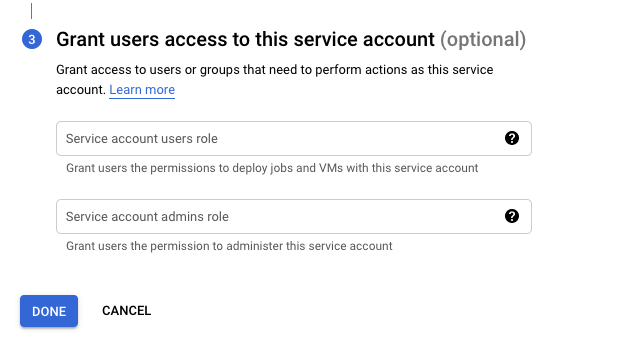 3 Grant users access to this service account (optional)
Grant access to users or groups that need to perform actions as this service
account. Learn more
Service account users role ?
Grant users the permissions to deploy jobs and VMs with this service account
Service account admins role ?
Grant users the permission to administer this service account
DONE CANCEL